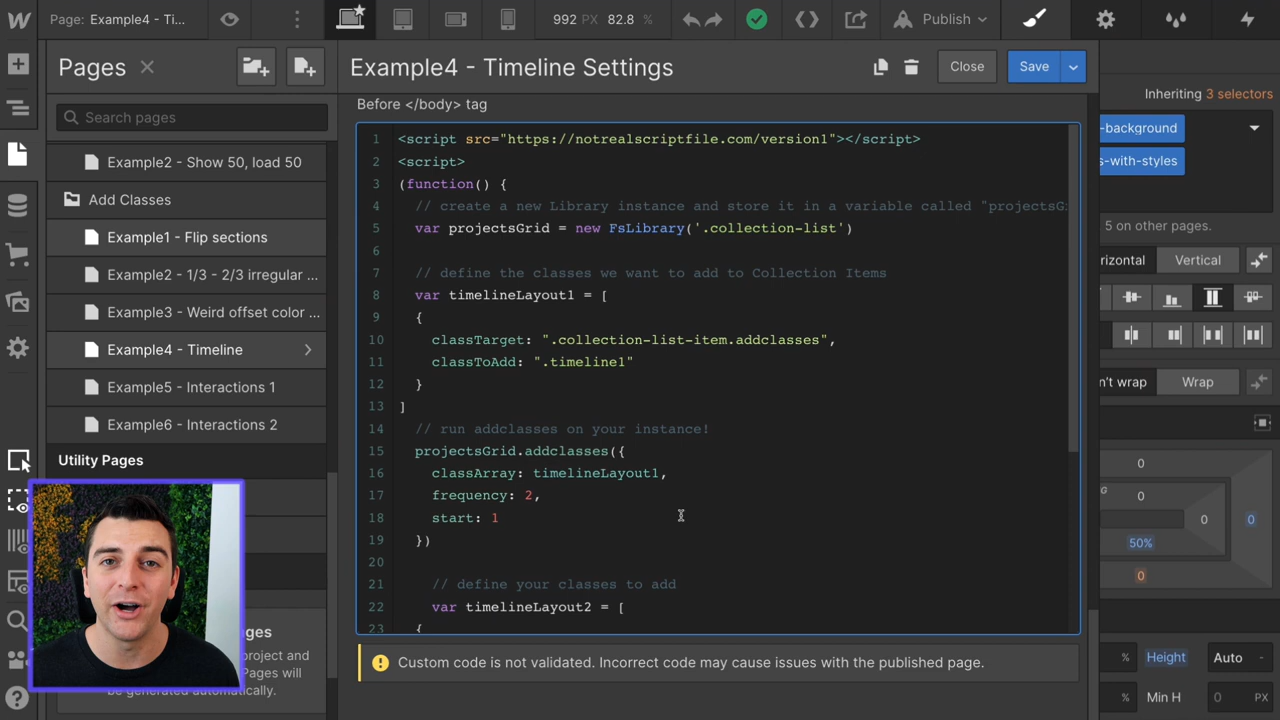 Page: Example4 - Ti...
992 PX 82.8 %
Publish
Pages
Search pages
Example2 - Show 50, load 50
Add Classes
Example1 - Flip sections
Example2 - 1/3 - 2/3 irregular ...
Example3 - Weird offset color ...
Example4 - Timeline
Example5 - Interactions 1
Example6 - Interactions 2
Utility Pages
ges
project and
Pages will
be generated automatically.
Example4 - Timeline Settings
Close
Save
Before </body> tag
1 <script src="https://notrealscriptfile.com/version1"></script>
2 <script>
3 (function() {
4 // create a new Library instance and store it in a variable called "projectsGr
5 var projectsGrid = new FsLibrary('.collection-list')
6
7 // define the classes we want to add to Collection Items
8 var timelineLayout1 = [
9 {
10 classTarget: ".collection-list-item.addclasses",
11 classToAdd: ".timeline1"
12 }
13 ]
14 // run addclasses on your instance!
15 projectsGrid.addclasses({
16 classArray: timelineLayout1,
17 frequency: 2,
18 start: 1
19 })
20
21 // define your classes to add
22 var timelineLayout2 = [
23 {
Custom code is not validated. Incorrect code may cause issues with the published page.
Inheriting 3 selectors
-background
s-with-styles
5 on other pages.
rizontal Vertical
n't wrap Wrap
0
G
0
0 0
50%
0
% Height Auto
% Min H 0 PX